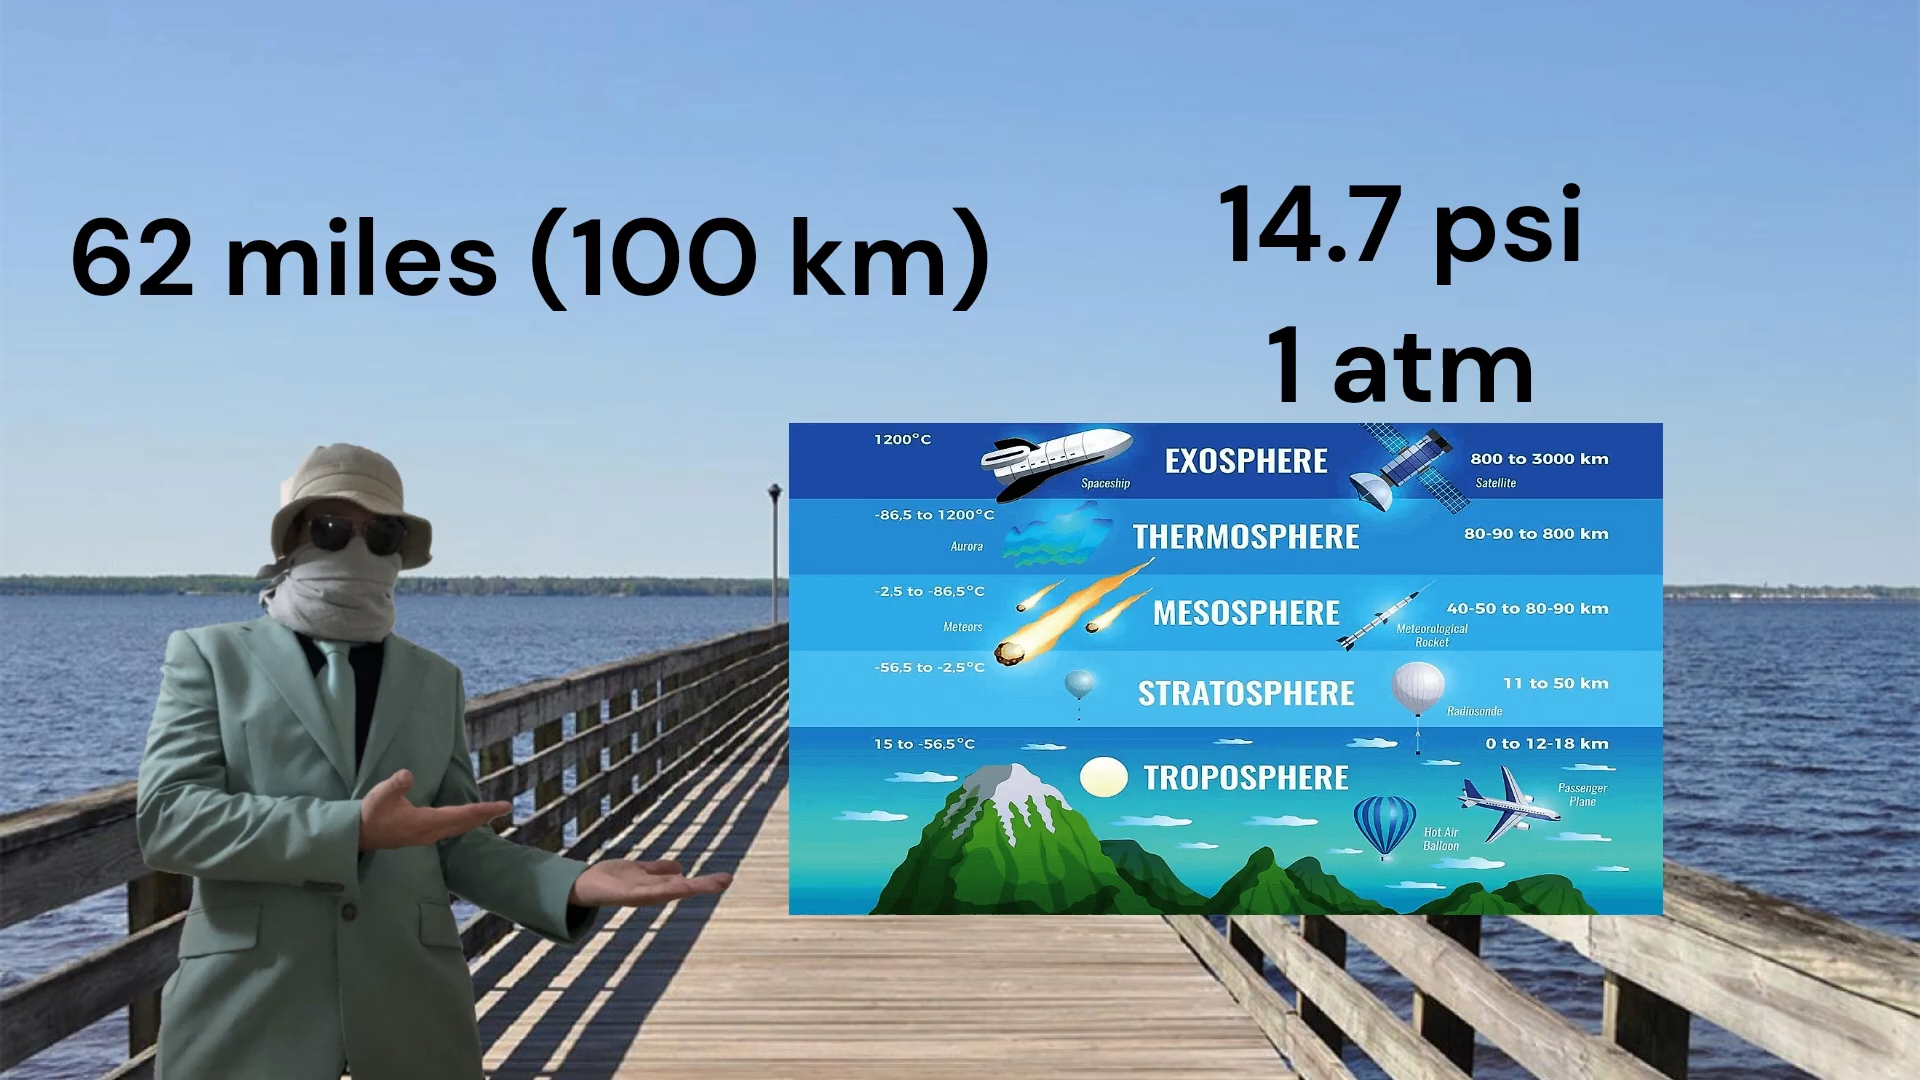 62 miles (100 km)
14.7 psi
1 atm
1200°C
EXOSPHERE
800 to 3000 km
Spaceship
Satellite
-86,5 to 1200°C
THERMOSPHERE
80-90 to 800 km
Aurora
-2,5 to -86,5°C
MESOSPHERE
40-50 to 80-90 km
Meteors
Meteorological
Rocket
-56,5 to -2,5°C
STRATOSPHERE
11 to 50 km
Radiosonde
15 to -56,5°C
0 to 12-18 km
TROPOSPHERE
Passenger
Plane
Hot Air
Balloon